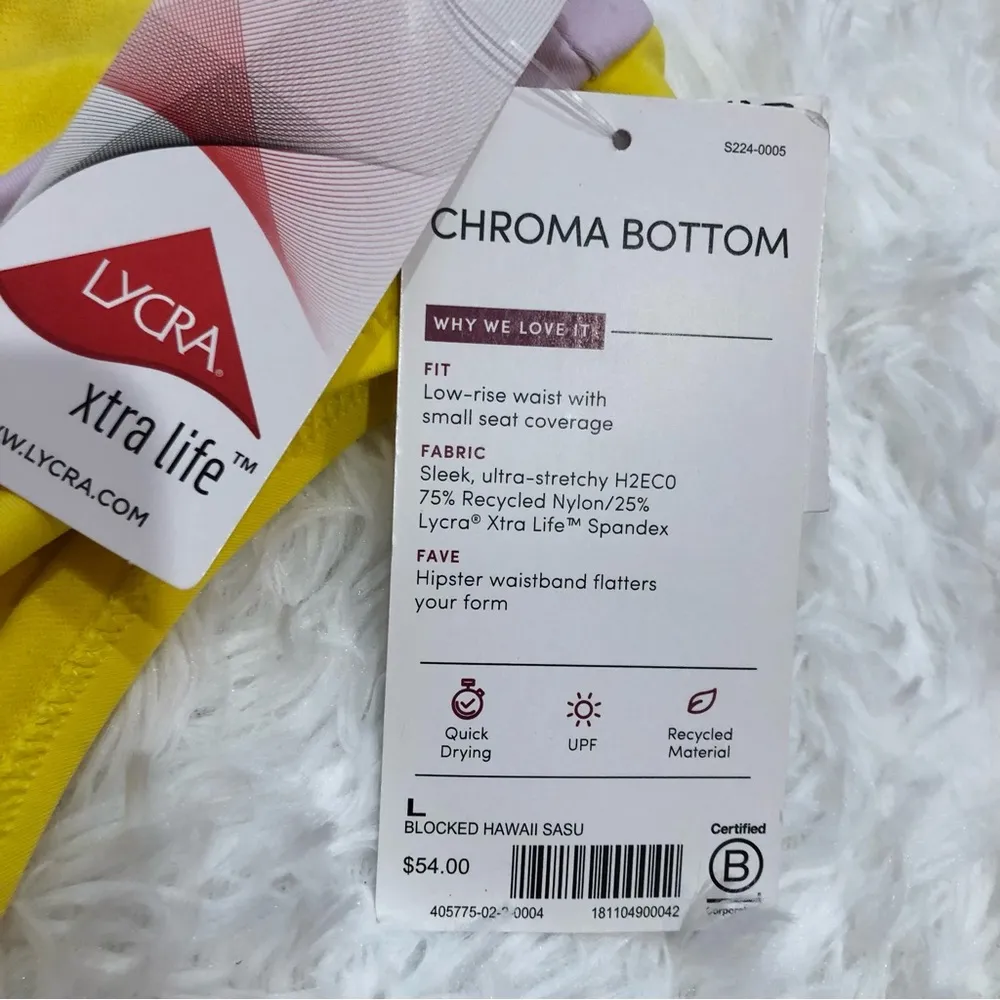 LYCRA®
xtra life™
W.LYCRA.COM
S224-0005
CHROMA BOTTOM
WHY WE LOVE IT
FIT
Low-rise waist with
small seat coverage
FABRIC
Sleek, ultra-stretchy H2ECO
75% Recycled Nylon/25%
Lycra® Xtra Life™ Spandex
FAVE
Hipster waistband flatters
your form
Quick
Drying
UPF
Recycled
Material
L
BLOCKED HAWAII SASU
$54.00
181104900042
Certified
B